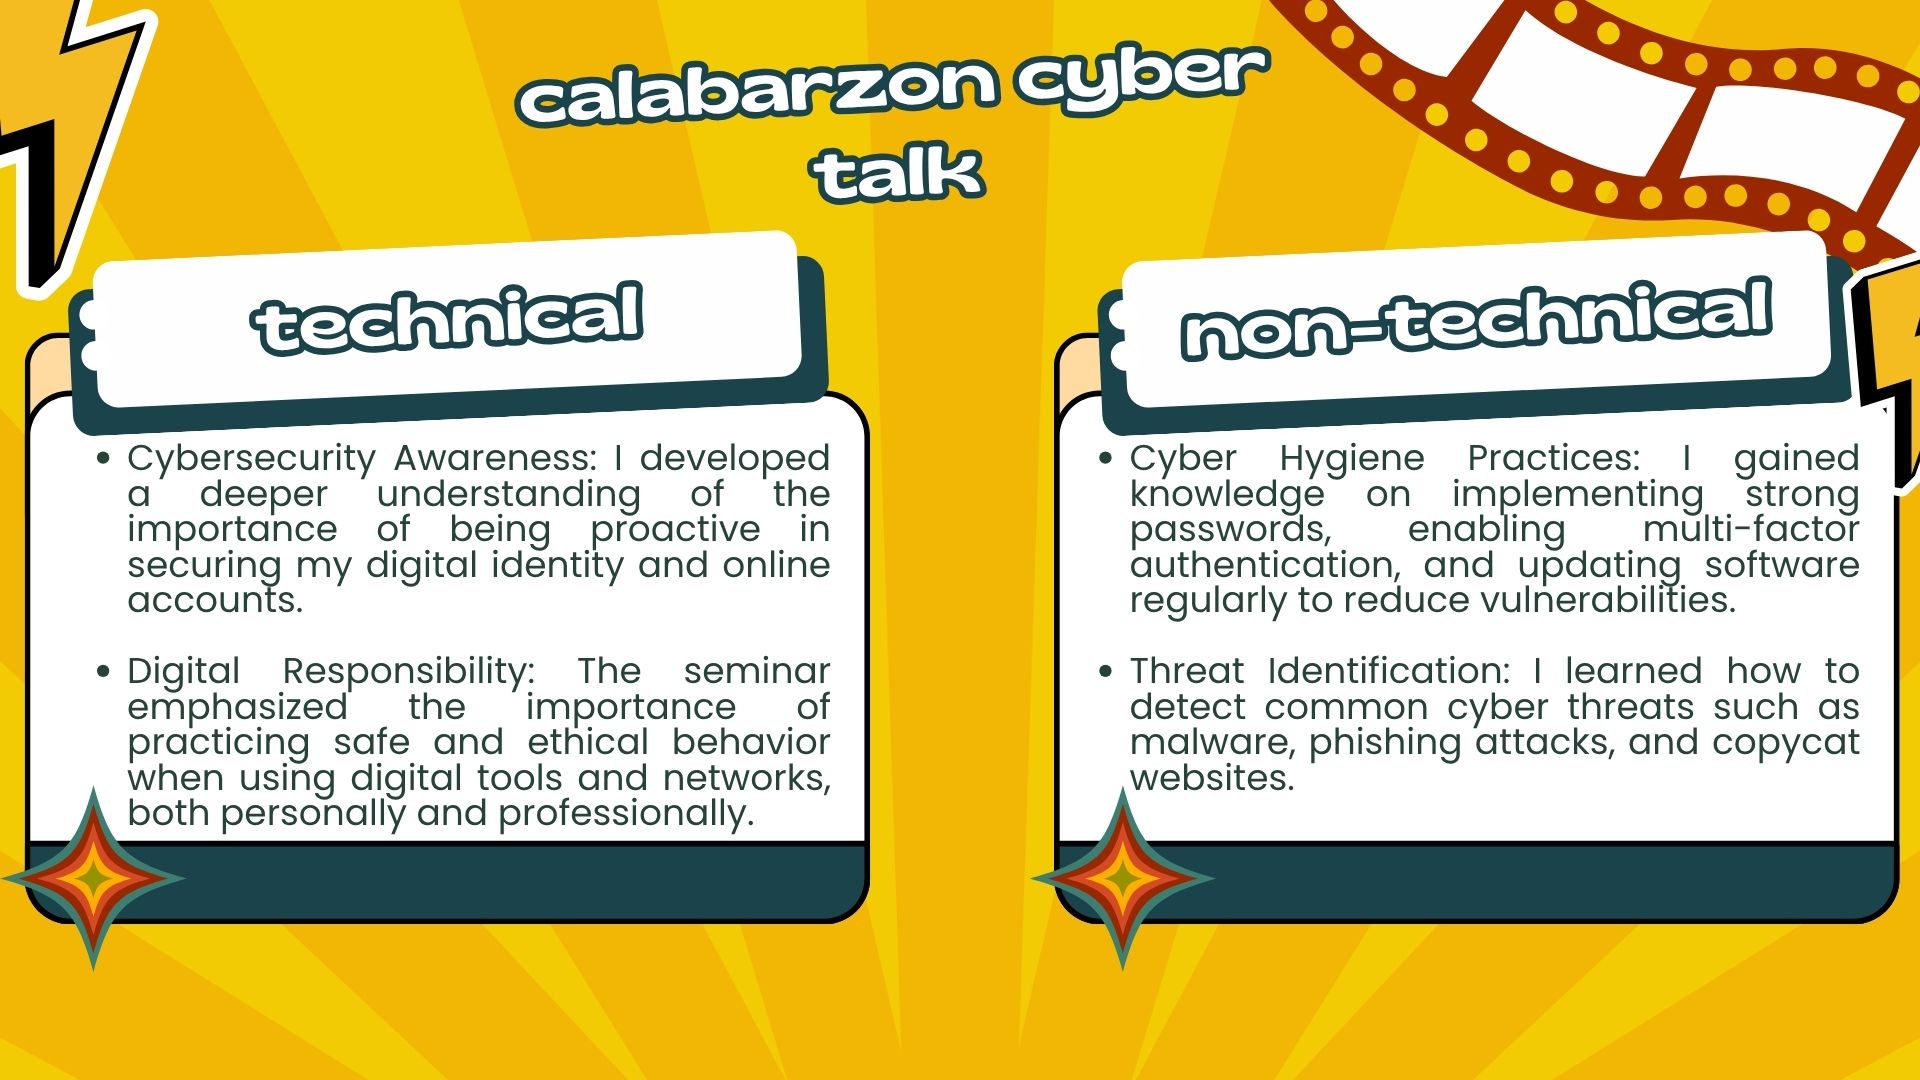 calabarzon cyber
talk
technical
• Cybersecurity Awareness: I developed
a deeper understanding of the
importance of being proactive in
securing my digital identity and online
accounts.
• Digital Responsibility: The seminar
emphasized the importance of
practicing safe and ethical behavior
when using digital tools and networks,
both personally and professionally.
non-technical
• Cyber Hygiene Practices: I gained
knowledge on implementing strong
passwords, enabling multi-factor
authentication, and updating software
regularly to reduce vulnerabilities.
• Threat Identification: I learned how to
detect common cyber threats such as
malware, phishing attacks, and copycat
websites.